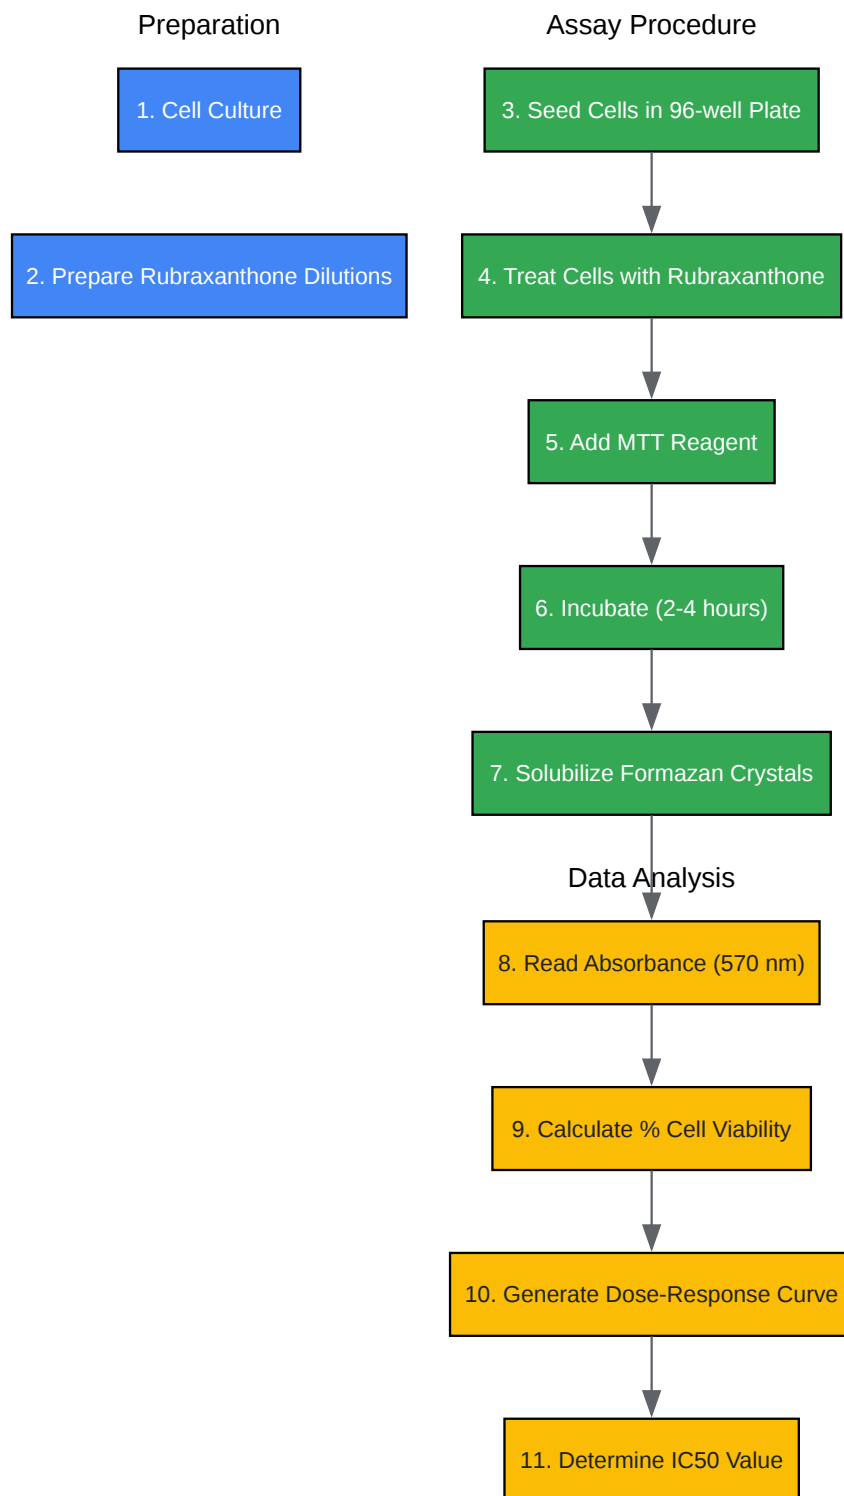 Preparation
1. Cell Culture
2. Prepare Rubraxanthone Dilutions
Assay Procedure
3. Seed Cells in 96-well Plate
4. Treat Cells with Rubraxanthone
5. Add MTT Reagent
6. Incubate (2-4 hours)
7. Solubilize Formazan Crystals
Data Analysis
8. Read Absorbance (570 nm)
9. Calculate % Cell Viability
10. Generate Dose-Response Curve
11. Determine IC50 Value